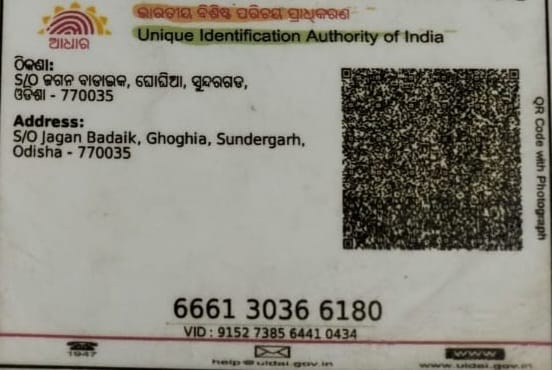 ଆଧାର
ଭାରତୀୟ ବିଶିଷ୍ଟ ପରିଚୟ ପ୍ରାଧିକରଣ
Unique Identification Authority of India
ଠିକଣା:
S/O ଜଗନ ବାଡାଇକ, ଘୋଘିଆ, ସୁନ୍ଦରଗଡ,
ଓଡିଶା - 770035
Address:
S/O Jagan Badaik, Ghoghia, Sundergarh,
Odisha - 770035
QR Code with Photograph
6661 3036 6180
VID : 9152 7385 6441 0434
1947
help@uidai.gov.in
www
www.uidai.gov.in